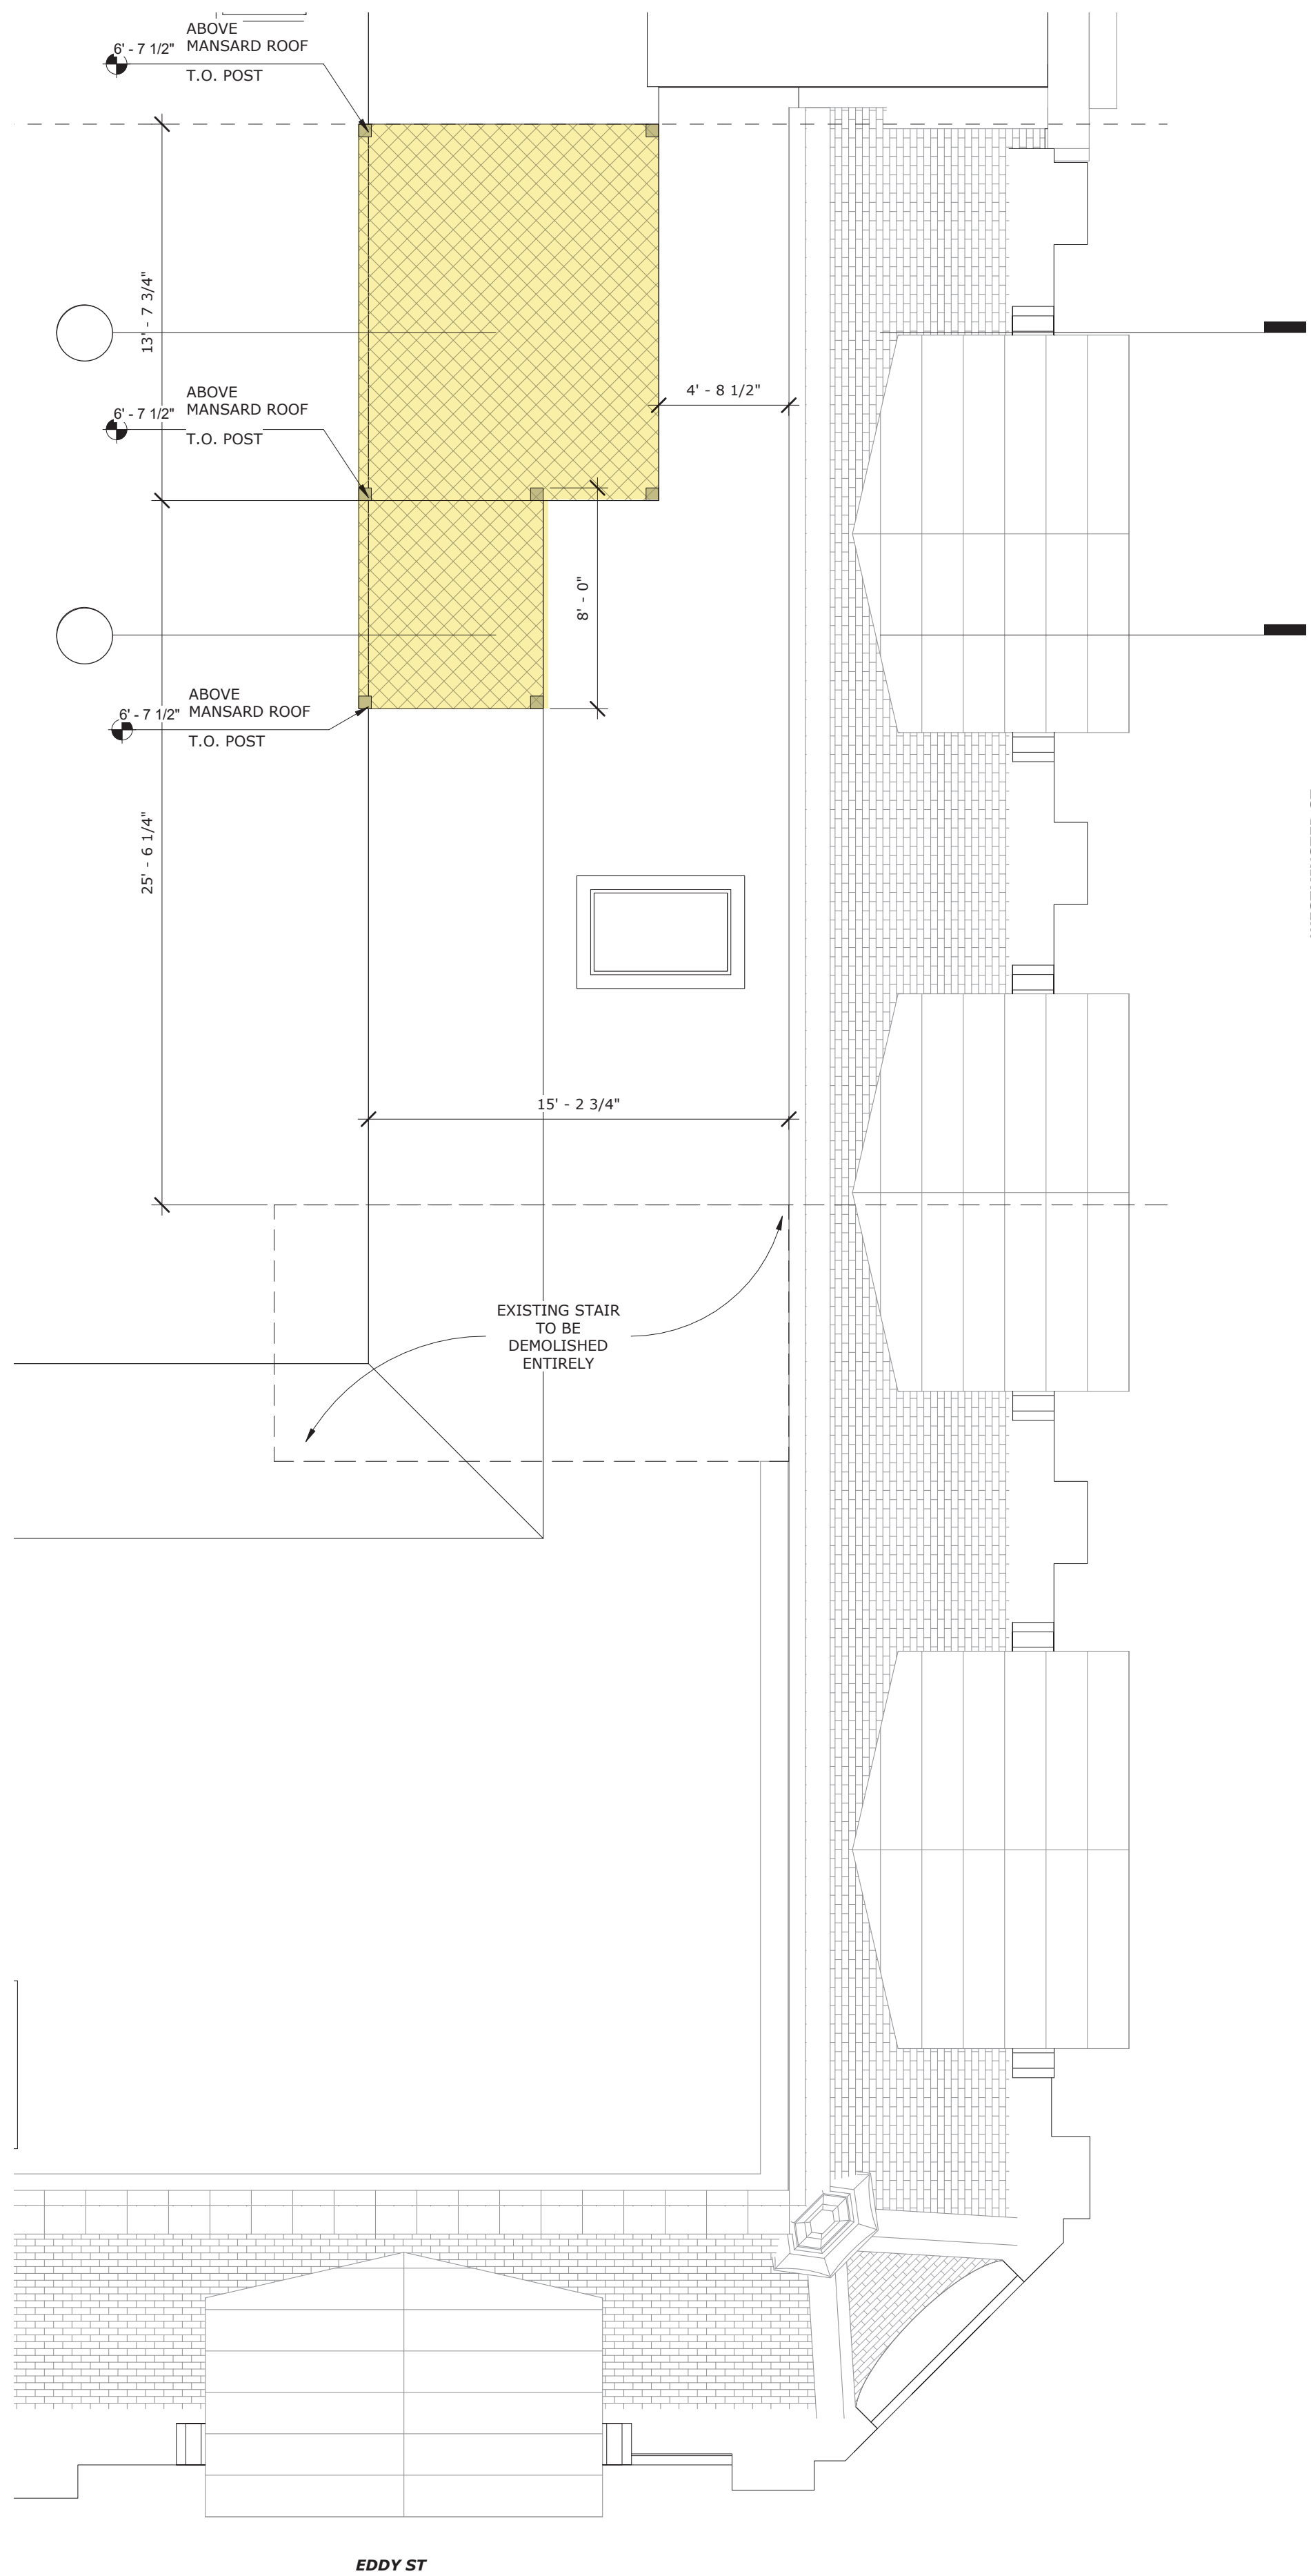 ABOVE
6' - 7 1/2" MANSARD ROOF
T.O. POST
13' - 7 3/4"
ABOVE
6' - 7 1/2" MANSARD ROOF
T.O. POST
4' - 8 1/2"
8' - 0"
ABOVE
6' - 7 1/2" MANSARD ROOF
T.O. POST
25' - 6 1/4"
15' - 2 3/4"
EXISTING STAIR
TO BE
DEMOLISHED
ENTIRELY
EDDY ST